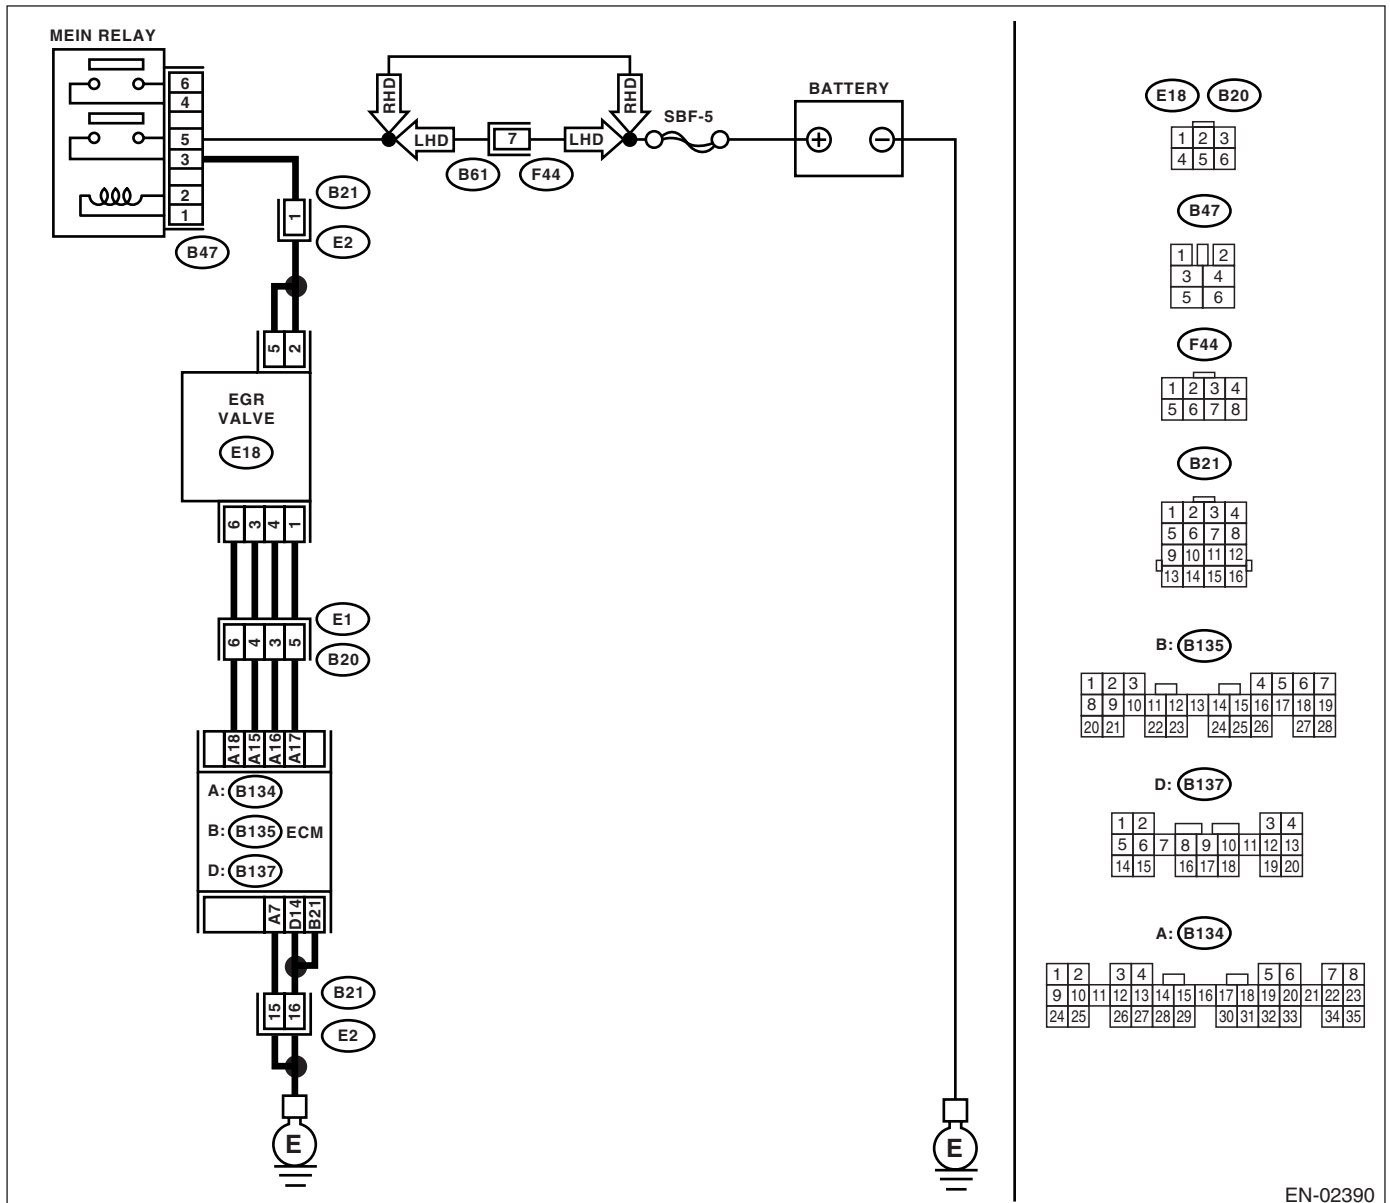 MEIN RELAY
6
4
5
3
2
1
B47
RHD
RHD
LHD
7
LHD
B61
F44
SBF-5
BATTERY
+
−
B21
1
E2
5 2
EGR
VALVE
E18
6 3 4 1
E1
6 4 3 5
B20
A18 A15 A16 A17
A: B134
B: B135 ECM
D: B137
A7 D14 B21
B21
15 16
E2
E
E
E18 B20
1 2 3
4 5 6
B47
1 2
3 4
5 6
F44
1 2 3 4
5 6 7 8
B21
1 2 3 4
5 6 7 8
9 10 11 12
13 14 15 16
B: B135
1 2 3 4 5 6 7
8 9 10 11 12 13 14 15 16 17 18 19
20 21 22 23 24 25 26 27 28
D: B137
1 2 3 4
5 6 7 8 9 10 11 12 13
14 15 16 17 18 19 20
A: B134
1 2 3 4 5 6 7 8
9 10 11 12 13 14 15 16 17 18 19 20 21 22 23
24 25 26 27 28 29 30 31 32 33 34 35
EN-02390